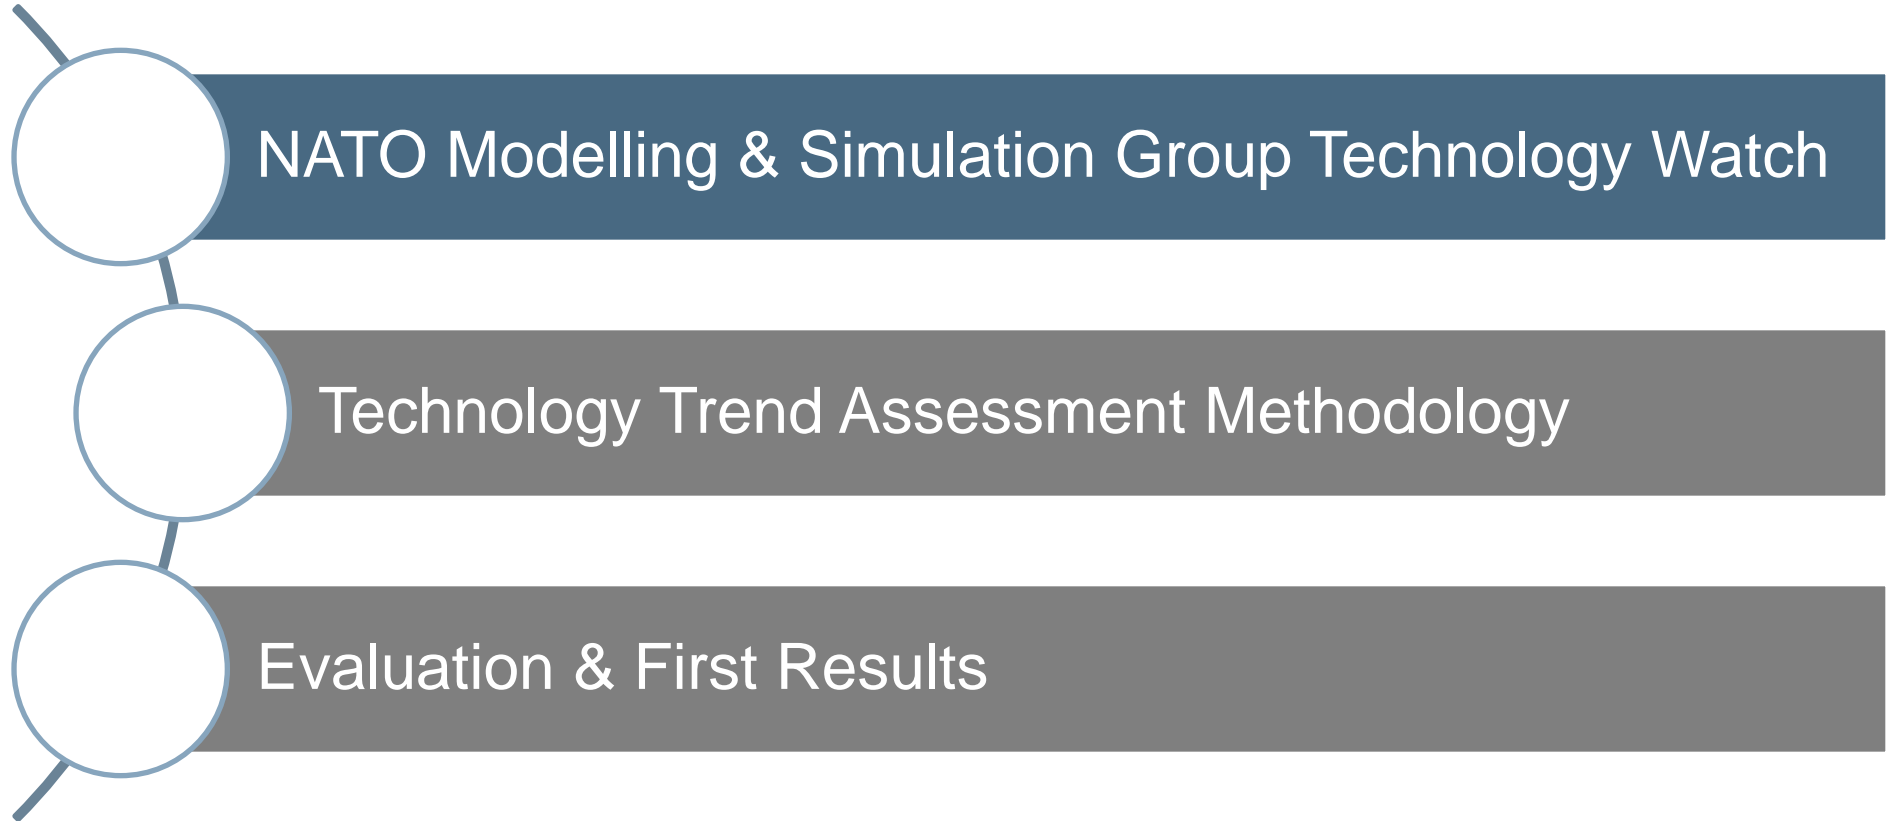 NATO Modelling & Simulation Group Technology Watch
Technology Trend Assessment Methodology
Evaluation & First Results